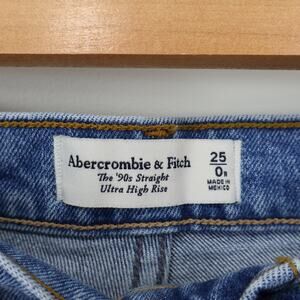 Abercrombie & Fitch
The '90s Straight
Ultra High Rise
25
0R
MADE IN
MEXICO